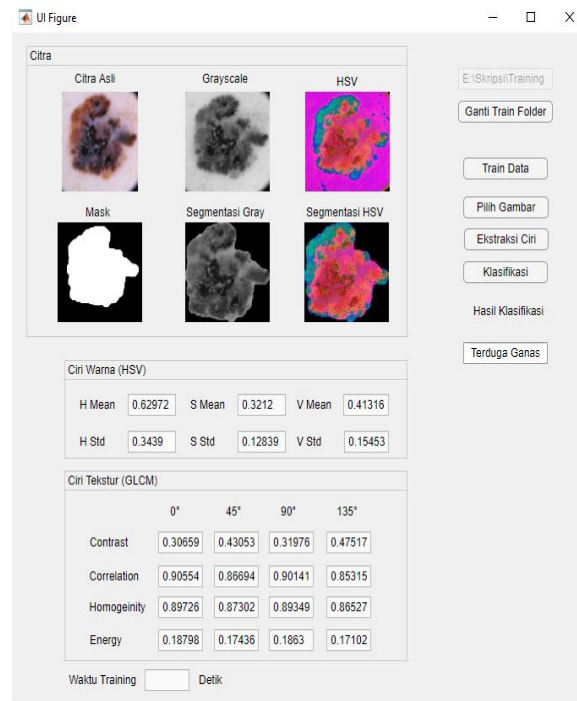 UI Figure
Citra
Citra Asli Grayscale HSV
Mask Segmentasi Gray Segmentasi HSV
E:\Skripsi\Training
Ganti Train Folder
Train Data
Pilih Gambar
Ekstraksi Ciri
Klasifikasi
Hasil Klasifikasi
Terduga Ganas
Ciri Warna (HSV)
H Mean 0.62972 S Mean 0.3212 V Mean 0.41316
H Std 0.3439 S Std 0.12839 V Std 0.15453
Ciri Tekstur (GLCM)
0° 45° 90° 135°
Contrast 0.30659 0.43053 0.31976 0.47517
Correlation 0.90554 0.86694 0.90141 0.85315
Homogeinity 0.89726 0.87302 0.89349 0.86527
Energy 0.18798 0.17436 0.1863 0.17102
Waktu Training Detik